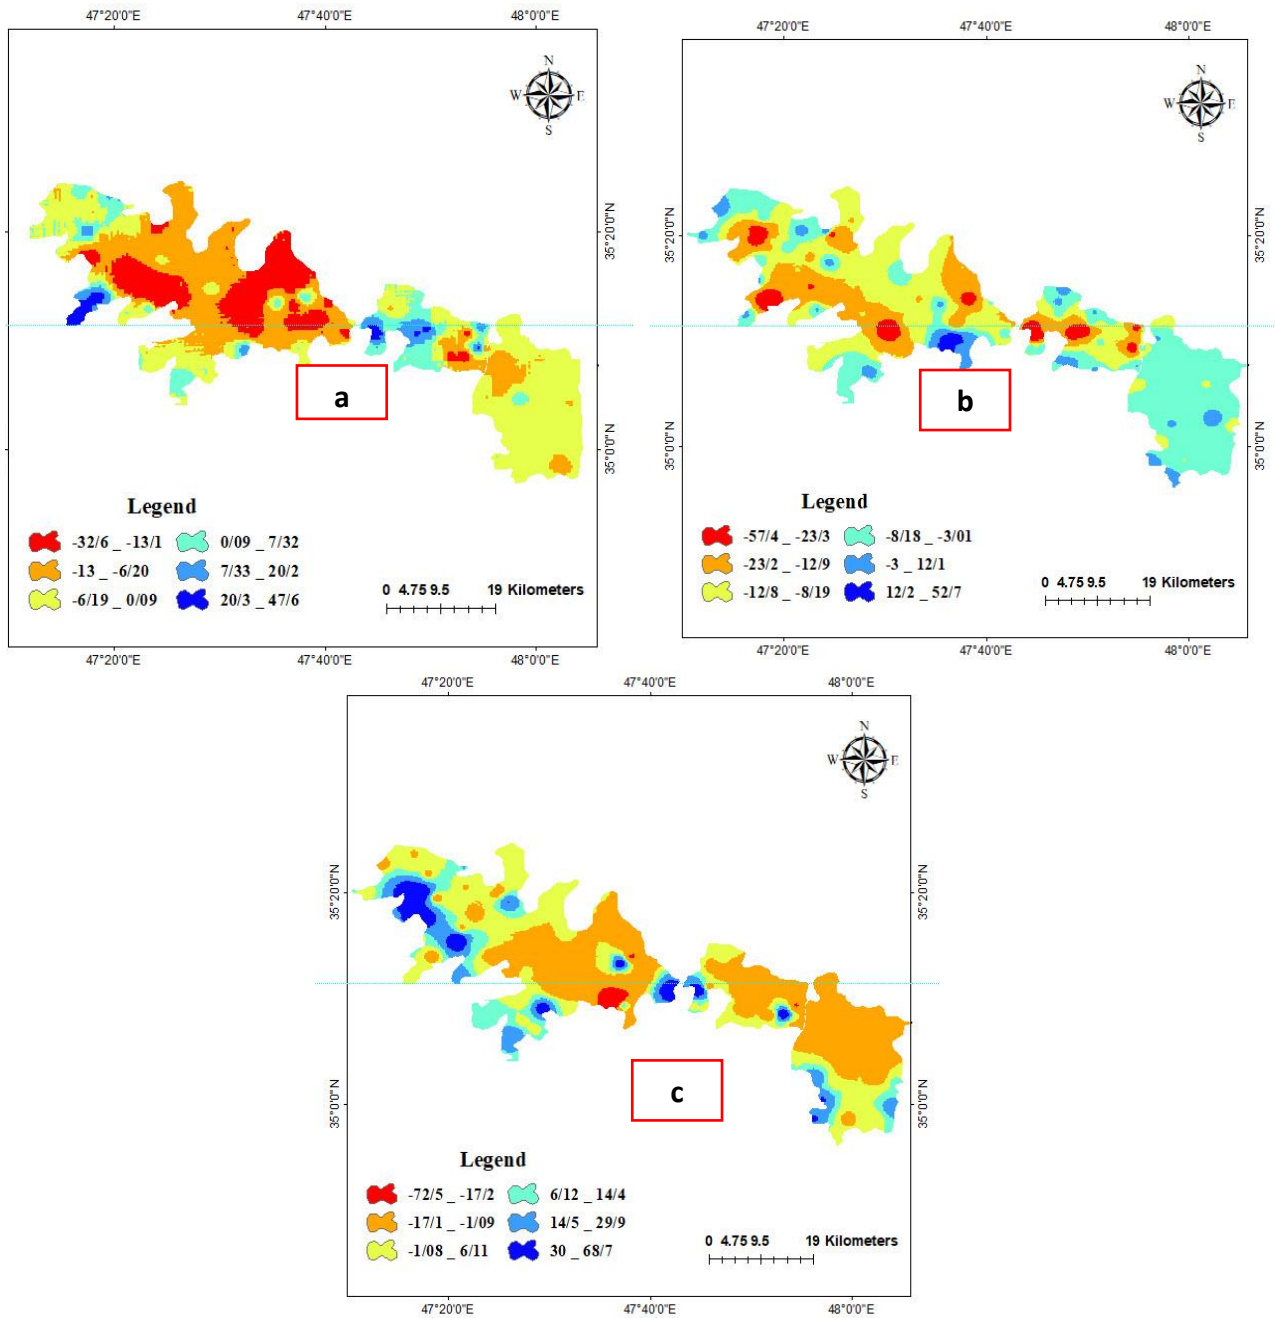 47°20'0"E 47°40'0"E 48°0'0"E
N
W E
S
35°20'0"N
35°0'0"N
a
Legend
-32/6 _ -13/1 0/09 _ 7/32
-13 _ -6/20 7/33 _ 20/2
-6/19 _ 0/09 20/3 _ 47/6
0 4.75 9.5 19 Kilometers
47°20'0"E 47°40'0"E 48°0'0"E
47°20'0"E 47°40'0"E 48°0'0"E
N
W E
S
35°20'0"N
35°0'0"N
b
Legend
-57/4 _ -23/3 -8/18 _ -3/01
-23/2 _ -12/9 -3 _ 12/1
-12/8 _ -8/19 12/2 _ 52/7
0 4.75 9.5 19 Kilometers
47°20'0"E 47°40'0"E 48°0'0"E
47°20'0"E 47°40'0"E 48°0'0"E
N
W E
S
35°20'0"N 35°20'0"N
35°0'0"N 35°0'0"N
c
Legend
-72/5 _ -17/2 6/12 _ 14/4
-17/1 _ -1/09 14/5 _ 29/9
-1/08 _ 6/11 30 _ 68/7
0 4.75 9.5 19 Kilometers
47°20'0"E 47°40'0"E 48°0'0"E